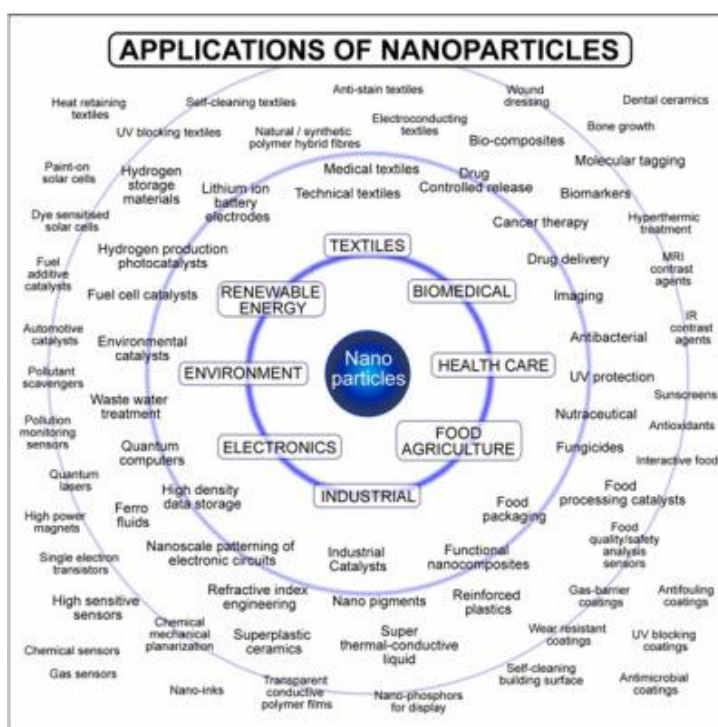 APPLICATIONS OF NANOPARTICLES
Anti-stain textiles
Wound
dressing
Heat retaining
textiles
Self-cleaning textiles
Dental ceramics
UV blocking textiles
Natural / synthetic
polymer hybrid fibres
Electroconducting
textiles
Bio-composites
Bone growth
Paint-on
solar cells
Hydrogen
storage
materials
Lithium ion
battery
electrodes
Medical textiles
Technical textiles
Drug
Controlled release
Molecular tagging
Biomarkers
Dye sensitised
solar cells
Cancer therapy
Hyperthermic
treatment
Hydrogen production
photocatalysts
TEXTILES
Drug delivery
Fuel
additive
catalysts
Fuel cell catalysts
RENEWABLE
ENERGY
BIOMEDICAL
Imaging
MRI
contrast
agents
Automotive
catalysts
Environmental
catalysts
Antibacterial
IR
contrast
agents
Pollutant
scavengers
ENVIRONMENT
Nano
particles
HEALTH CARE
UV protection
Sunscreens
Waste water
treatment
Nutraceutical
Pollution
monitoring
sensors
Quantum
computers
ELECTRONICS
FOOD
AGRICULTURE
Fungicides
Antioxidants
Interactive food
Quantum
lasers
High density
data storage
INDUSTRIAL
Food
packaging
Food
processing catalysts
High power
magnets
Ferro
fluids
Food
quality/safety
analysis
sensors
Single electron
transistors
Nanoscale patterning of
electronic circuits
Industrial
Catalysts
Functional
nanocomposites
High sensitive
sensors
Refractive index
engineering
Nano pigments
Reinforced
plastics
Gas-barrier
coatings
Antifouling
coatings
Chemical
mechanical
planarization
Superplastic
ceramics
Super
thermal-conductive
liquid
Wear resistant
coatings
UV blocking
coatings
Chemical sensors
Gas sensors
Nano-inks
Transparent
conductive
polymer films
Nano-phosphors
for display
Self-cleaning
building surface
Antimicrobial
coatings